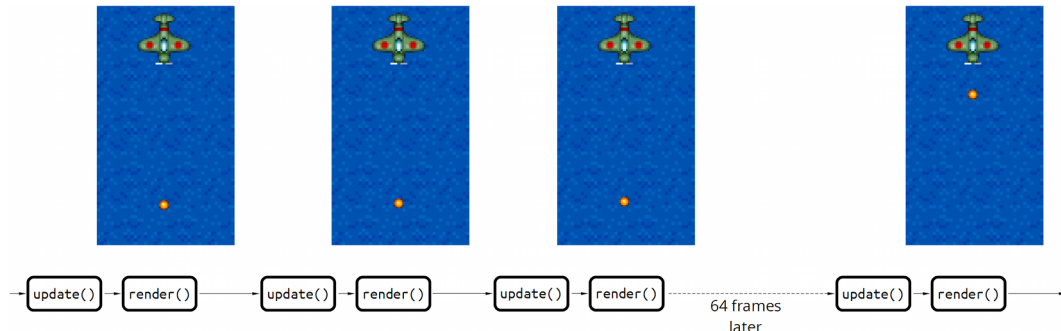 update() render() update() render() update() render() update() render()
64 frames
later